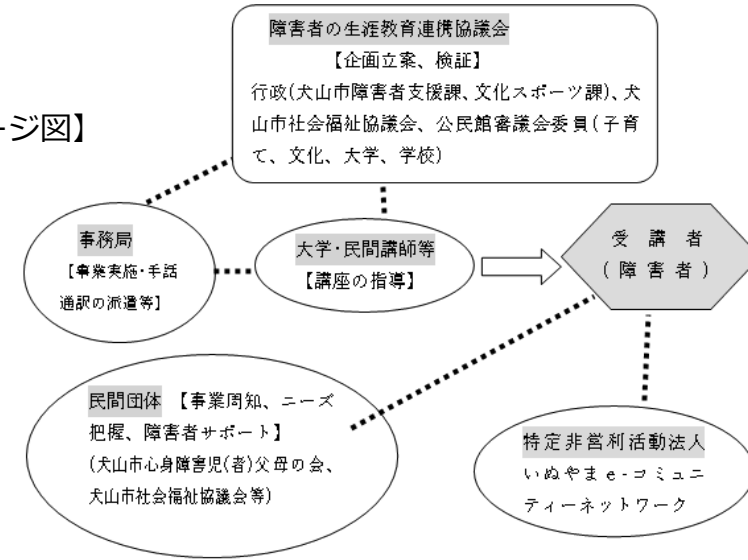 障害者の生涯教育連携協議会
【企画立案、検証】
行政(犬山市障害者支援課、文化スポーツ課)、犬
山市社会福祉協議会、公民館審議会委員(子育
て、文化、大学、学校)
ージ図】
事務局
【事業実施・手話
通訳の派遣等】
大学・民間講師等
【講座の指導】
受講者
(障害者)
民間団体 【事業周知、ニーズ
把握、障害者サポート】
(犬山市心身障害児(者)父母の会、
犬山市社会福祉協議会等)
特定非営利活動法人
いぬやまe-コミュニ
ティーネットワーク